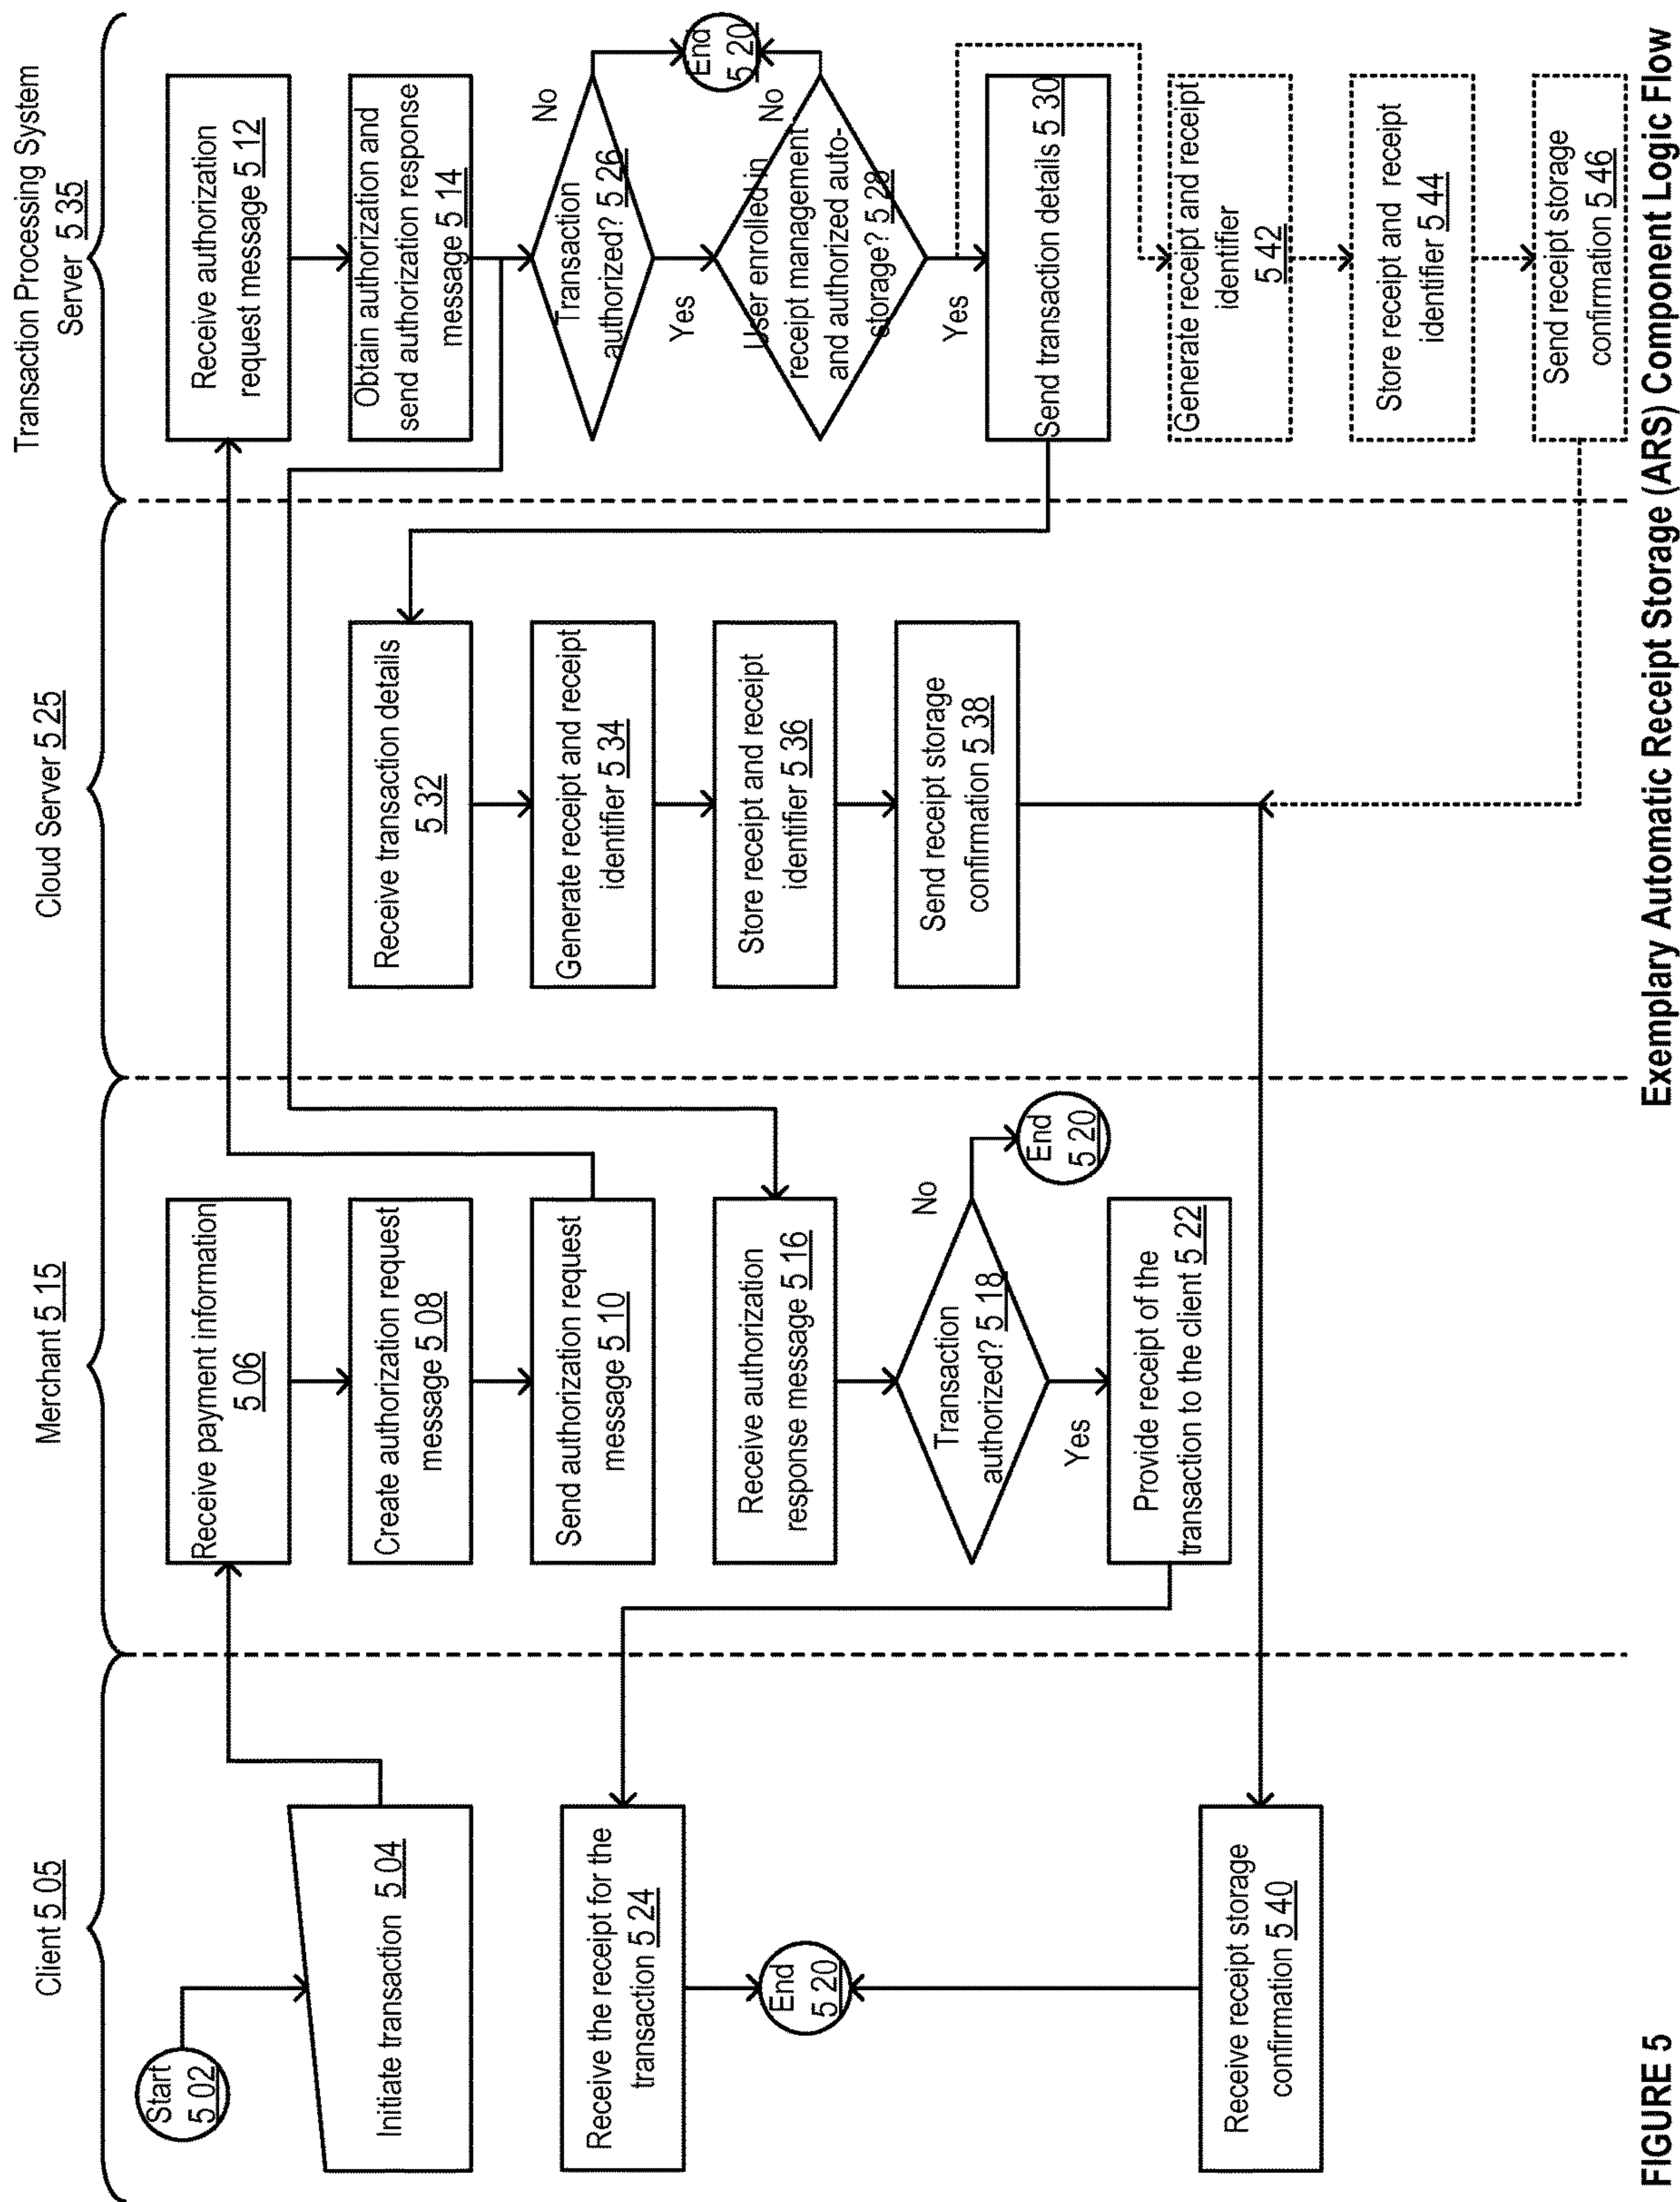 Client 5 05
Merchant 5 15
Cloud Server 5 25
Transaction Processing System
Server 5 35
Start
5 02
Initiate transaction 5 04
Receive the receipt for the
transaction 5 24
End
5 20
Receive receipt storage
confirmation 5 40
Receive payment information
5 06
Create authorization request
message 5 08
Send authorization request
message 5 10
Receive authorization
response message 5 16
Transaction
authorized? 5 18
No
End
5 20
Yes
Provide receipt of the
transaction to the client 5 22
Receive transaction details
5 32
Generate receipt and receipt
identifier 5 34
Store receipt and receipt
identifier 5 36
Send receipt storage
confirmation 5 38
Receive authorization
request message 5 12
Obtain authorization and
send authorization response
message 5 14
Transaction
authorized? 5 26
No
End
5 20
Yes
User enrolled in
receipt management
and authorized auto-
storage? 5 28
No
Yes
Send transaction details 5 30
Generate receipt and receipt
identifier
5 42
Store receipt and receipt
identifier 5 44
Send receipt storage
confirmation 5 46
FIGURE 5
Exemplary Automatic Receipt Storage (ARS) Component Logic Flow